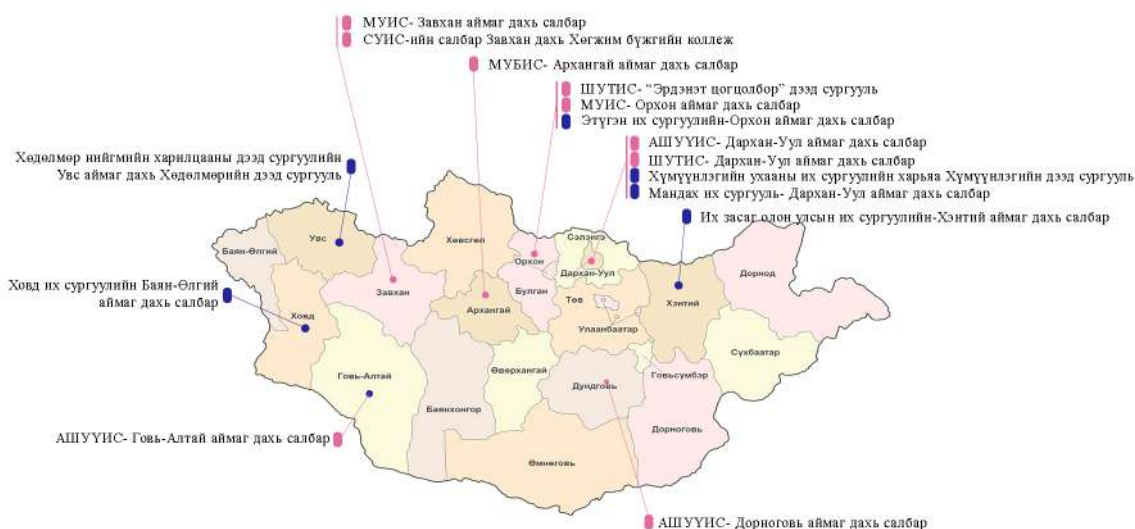 МУИС- Завхан аймаг дахь салбар
СУИС-ийн салбар Завхан дахь Хөгжим бүжгийн коллеж
МУБИС- Архангай аймаг дахь салбар
ШУТИС- “Эрдэнэт цогцолбор” дээд сургууль
МУИС- Орхон аймаг дахь салбар
Этүгэн их сургуулийн-Орхон аймаг дахь салбар
АШУҮИС- Дархан-Уул аймаг дахь салбар
ШУТИС- Дархан-Уул аймаг дахь салбар
Хүмүүнлэгийн ухааны их сургуулийн харьяа Хүмүүнлэгийн дээд сургууль
Мандах их сургууль- Дархан-Уул аймаг дахь салбар
Хөдөлмөр нийгмийн харилцааны дээд сургуулийн
Увс аймаг дахь Хөдөлмөрийн дээд сургууль
Их засаг олон улсын их сургуулийн-Хэнтий аймаг дахь салбар
Баян-Өлгий
Увс
Хөвсгөл
Орхон
Сэлэнгэ
Дархан-Уул
Дорнод
Ховд их сургуулийн Баян-Өлгий
аймаг дахь салбар
Ховд
Завхан
Архангай
Булган
Төв
Улаанбаатар
Хэнтий
Говь-Алтай
Баянхонгор
Өвөрхангай
Дундговь
Говьсүмбэр
Сүхбаатар
Дорноговь
Өмнөговь
АШУҮИС- Говь-Алтай аймаг дахь салбар
АШУҮИС- Дорноговь аймаг дахь салбар